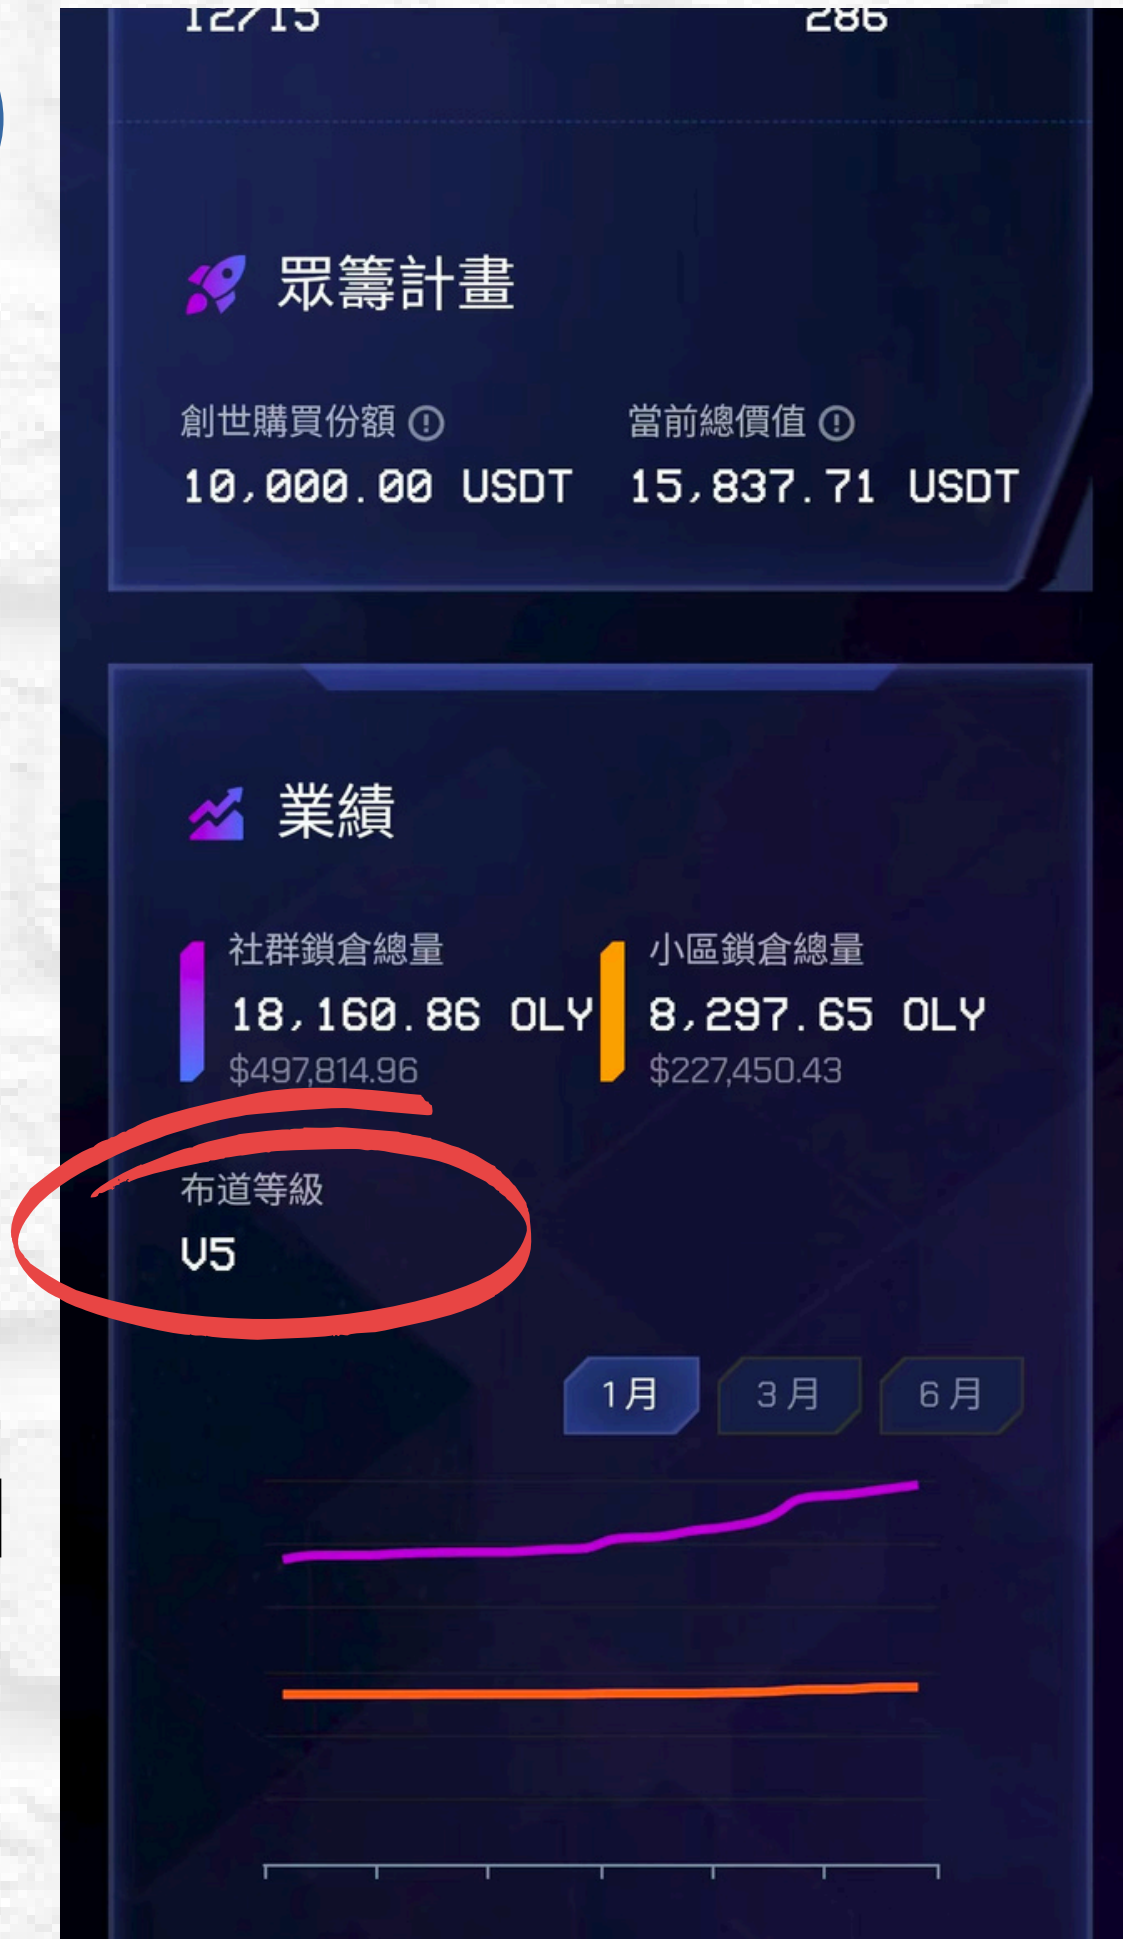 12/15 286
眾籌計畫
創世購買份額 當前總價值
10,000.00 USDT 15,837.71 USDT
業績
社群鎖倉總量 小區鎖倉總量
18,160.86 OLY 8,297.65 OLY
$497,814.96 $227,450.43
布道等級
V5
1月 3月 6月